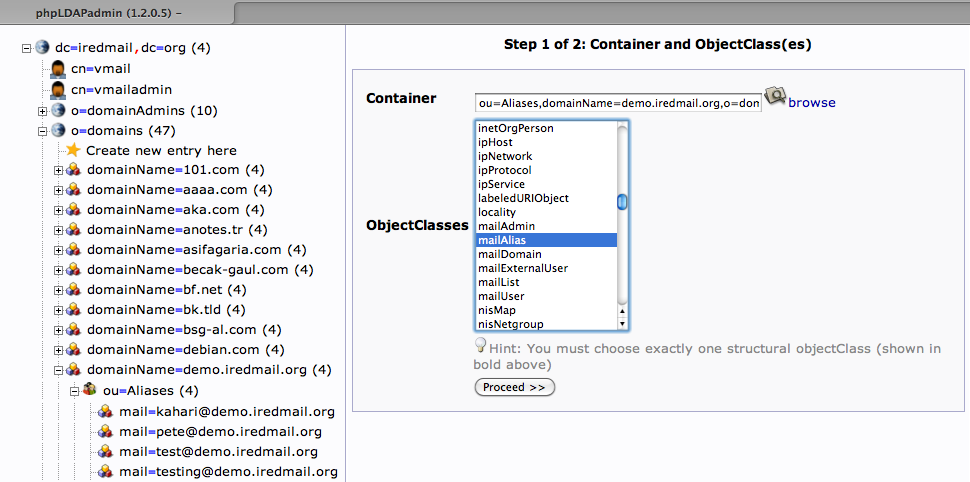 phpLDAPadmin (1.2.0.5) –
dc=iredmail,dc=org (4)
cn=vmail
cn=vmailadmin
o=domainAdmins (10)
o=domains (47)
Create new entry here
domainName=101.com (4)
domainName=aaaa.com (4)
domainName=aka.com (4)
domainName=anotes.tr (4)
domainName=asifagaria.com (4)
domainName=becak-gaul.com (4)
domainName=bf.net (4)
domainName=bk.tld (4)
domainName=bsg-al.com (4)
domainName=debian.com (4)
domainName=demo.iredmail.org (4)
ou=Aliases (4)
mail=kahari@demo.iredmail.org
mail=pete@demo.iredmail.org
mail=test@demo.iredmail.org
mail=testing@demo.iredmail.org
Step 1 of 2: Container and ObjectClass(es)
Container
ou=Aliases,domainName=demo.iredmail.org,o=don
browse
ObjectClasses
inetOrgPerson
ipHost
ipNetwork
ipProtocol
ipService
labeledURIObject
locality
mailAdmin
mailAlias
mailDomain
mailExternalUser
mailList
mailUser
nisMap
nisNetgroup
Hint: You must choose exactly one structural objectClass (shown in
bold above)
Proceed >>